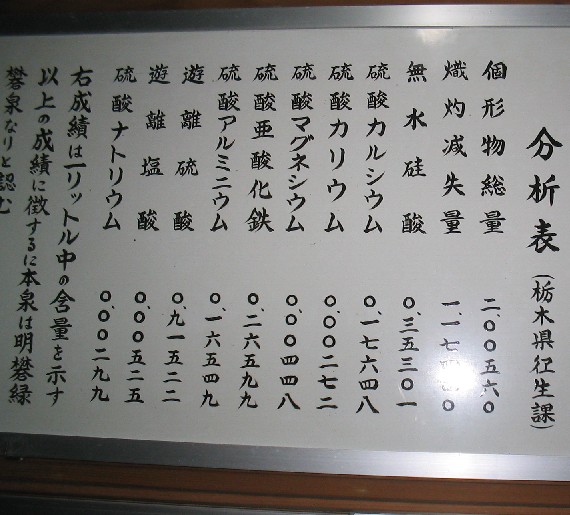 分析表(栃木県衛生課)
個形物総量 二、〇〇五六〇
熾灼減失量 一、一七
無水硅酸 〇、三五三〇一
硫酸カルシウム 〇、一七六四八
硫酸カリウム 〇、〇〇二七二
硫酸マグネシウム 〇、〇〇四四八
硫酸亜酸化鉄 〇、二六五九九
硫酸アルミニウム 〇、一六五四九
遊離硫酸 〇、九一五二二
遊離塩酸 〇、〇〇五二五
硫酸ナトリウム 〇、〇〇二九九
右成績は一リットル中の含量を示す
以上の成績に徴するに本泉は明礬緑
礬泉なりと認む